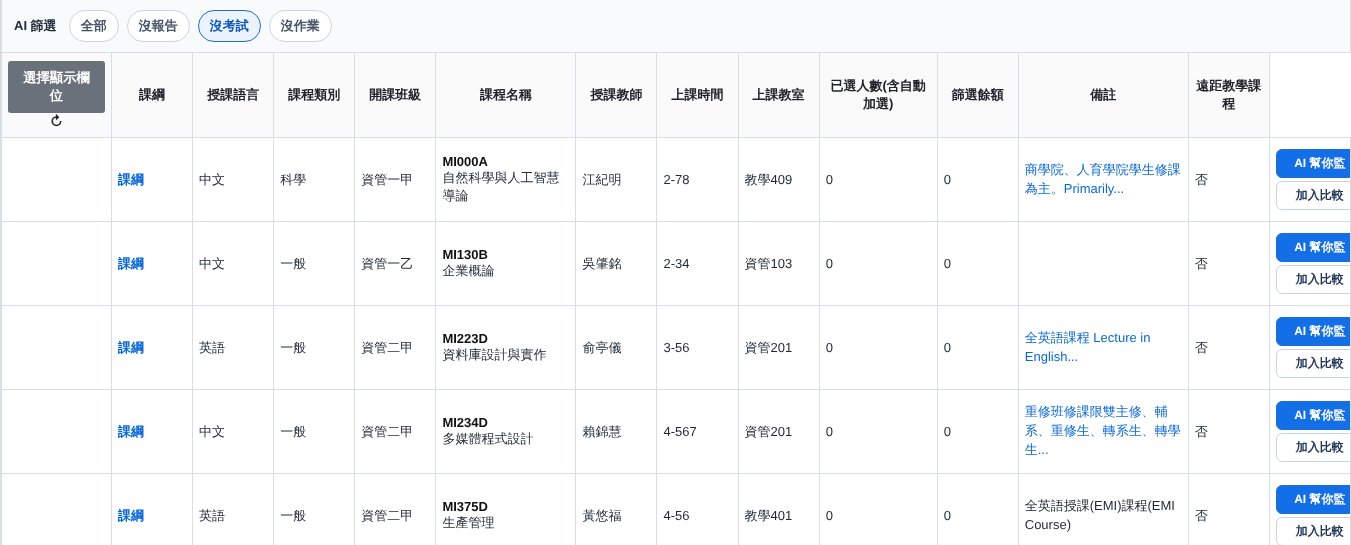 AI 篩選 全部 沒報告 沒考試 沒作業
選擇顯示欄
位
↻
課綱 授課語言 課程類別 開課班級 課程名稱 授課教師 上課時間 上課教室 已選人數(含自動
加選) 篩選餘額 備註 遠距教學課
程
課綱 中文 科學 資管一甲 MI000A
自然科學與人工智慧
導論 江紀明 2-78 教學409 0 0 商學院、人育學院學生修課
為主。Primarily... 否 AI 幫你監
加入比較
課綱 中文 一般 資管一乙 MI130B
企業概論 吳肇銘 2-34 資管103 0 0 否 AI 幫你監
加入比較
課綱 英語 一般 資管二甲 MI223D
資料庫設計與實作 俞亭儀 3-56 資管201 0 0 全英語課程 Lecture in
English... 否 AI 幫你監
加入比較
課綱 中文 一般 資管二甲 MI234D
多媒體程式設計 賴錦慧 4-567 資管201 0 0 重修班修課限雙主修、輔
系、重修生、轉系生、轉學
生... 否 AI 幫你監
加入比較
課綱 英語 一般 資管二甲 MI375D
生產管理 黃悠福 4-56 教學401 0 0 全英語授課(EMI)課程(EMI
Course) 否 AI 幫你監
加入比較